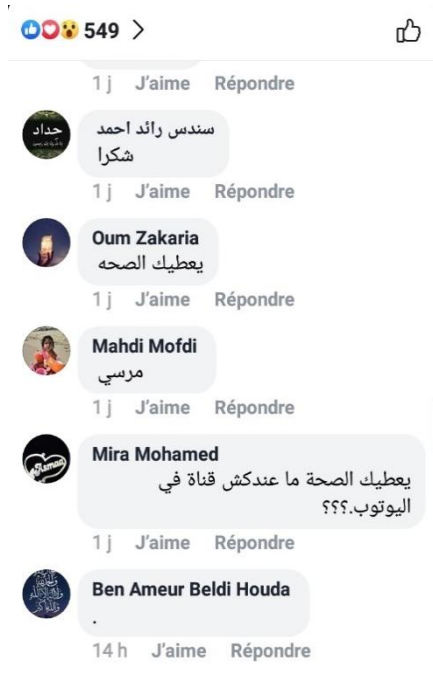 549
1 j J'aime Répondre
حداد
سندس رائد احمد
شكرا
1 j J'aime Répondre
Oum Zakaria
يعطيك الصحه
1 j J'aime Répondre
Mahdi Mofdi
مرسي
1 j J'aime Répondre
Mira Mohamed
يعطيك الصحة ما عندكش قناة في
اليوتوب.؟؟؟
1 j J'aime Répondre
Ben Ameur Beldi Houda
.
14 h J'aime Répondre